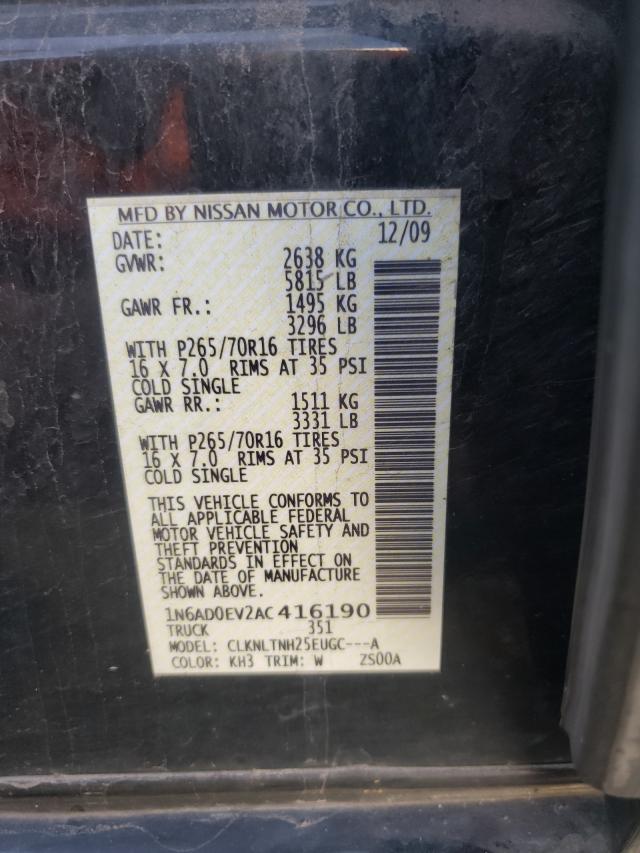 MFD BY NISSAN MOTOR CO., LTD.
DATE: 12/09
GVWR: 2638 KG
5815 LB
GAWR FR.: 1495 KG
3296 LB
WITH P265/70R16 TIRES
16 X 7.0 RIMS AT 35 PSI
COLD SINGLE
GAWR RR.: 1511 KG
3331 LB
WITH P265/70R16 TIRES
16 X 7.0 RIMS AT 35 PSI
COLD SINGLE
THIS VEHICLE CONFORMS TO
ALL APPLICABLE FEDERAL
MOTOR VEHICLE SAFETY AND
THEFT PREVENTION
STANDARDS IN EFFECT ON
THE DATE OF MANUFACTURE
SHOWN ABOVE.
1N6AD0EV2AC416190
TRUCK 351
MODEL: CLKNLTNH25EUGC---A
COLOR: KH3 TRIM: W ZS00A